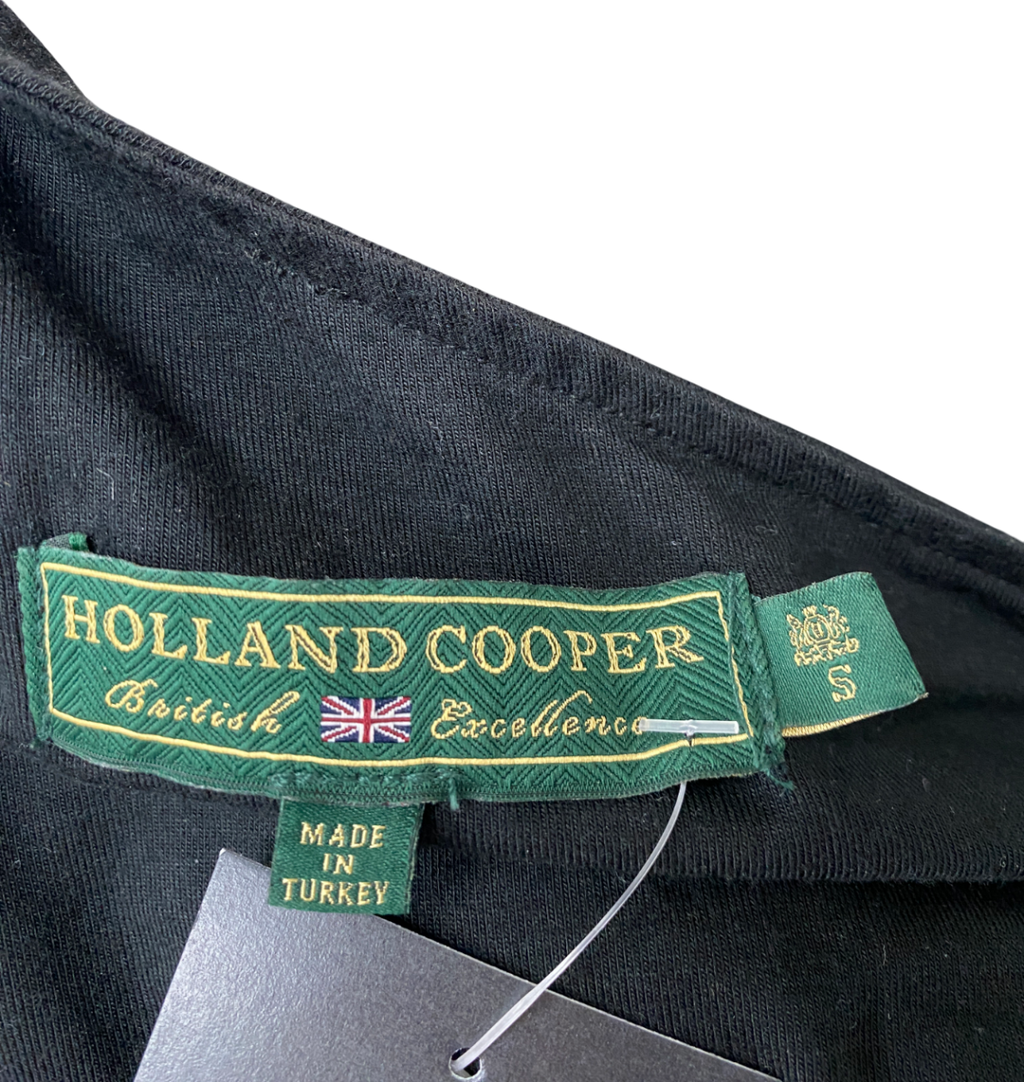 HOLLAND COOPER
British Excellence
S
MADE
IN
TURKEY